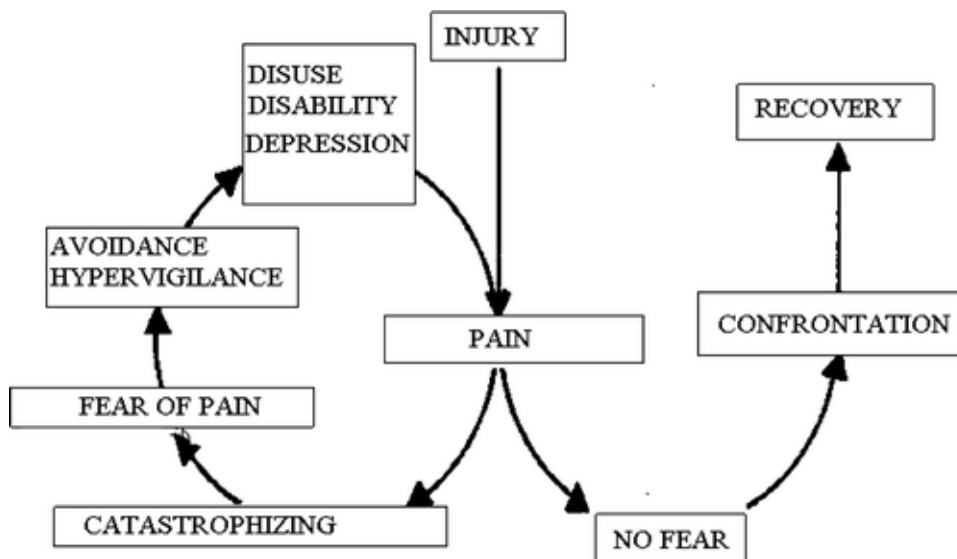 INJURY
DISUSE
DISABILITY
DEPRESSION
RECOVERY
AVOIDANCE
HYPERVIGILANCE
PAIN
CONFRONTATION
FEAR OF PAIN
CATASTROPHIZING
NO FEAR